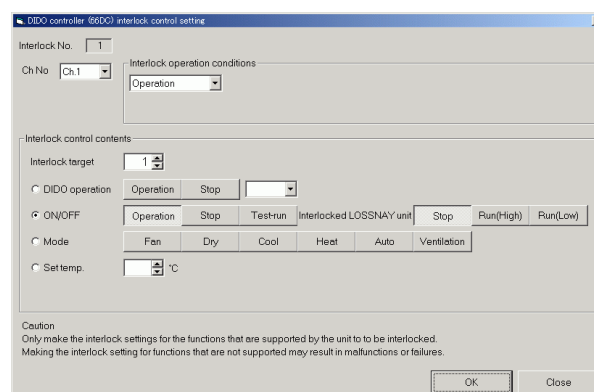 DIDO controller (66DC) interlock control setting
Interlock No. 1
Ch No Ch.1
Interlock operation conditions
Operation
Interlock control contents
Interlock target 1
DIDO operation Operation Stop
ON/OFF Operation Stop Test-run Interlocked LOSSNAY unit Stop Run(High) Run(Low)
Mode Fan Dry Cool Heat Auto Ventilation
Set temp. °C
Caution
Only make the interlock settings for the functions that are supported by the unit to to be interlocked.
Making the interlock setting for functions that are not supported may result in malfunctions or failures.
OK Close